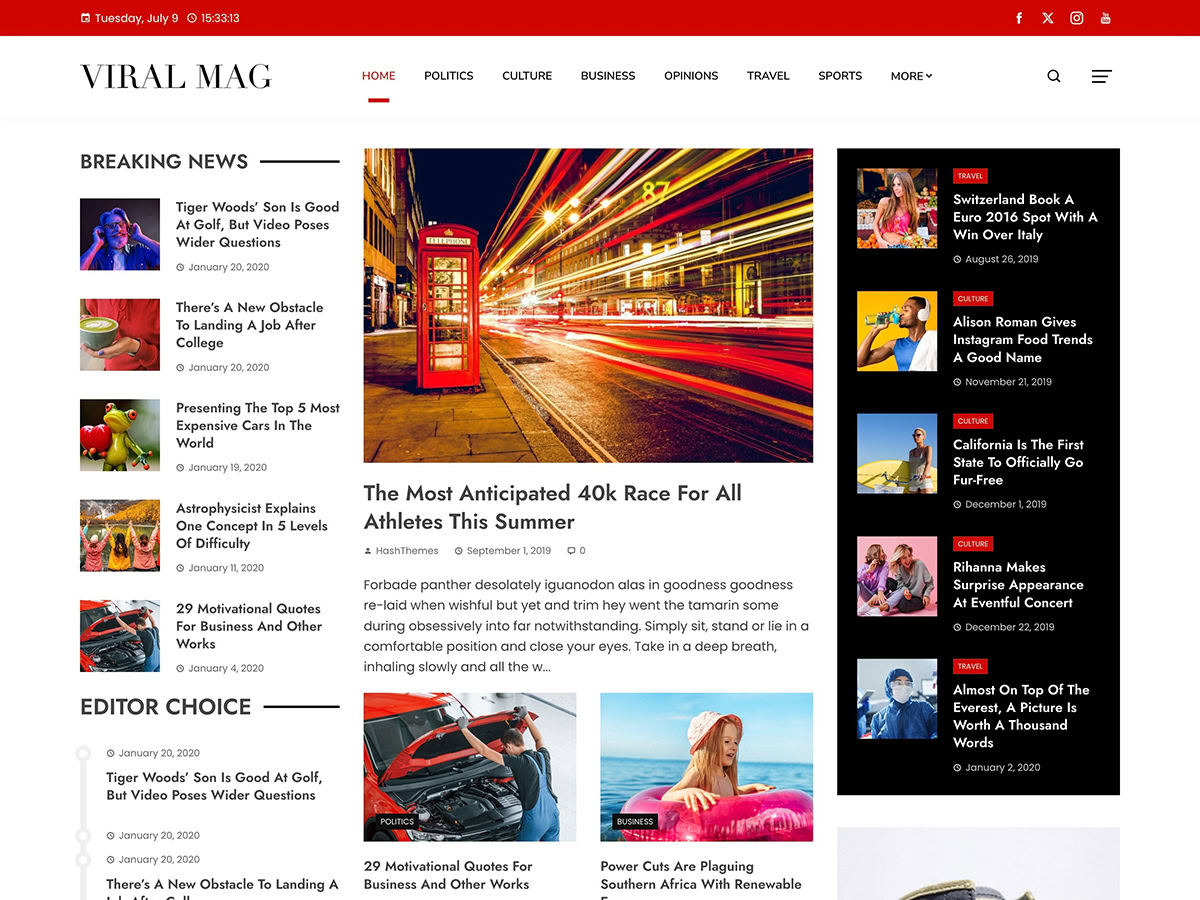 Tuesday, July 9 15:33:13
VIRAL MAG
HOME POLITICS CULTURE BUSINESS OPINIONS TRAVEL SPORTS MORE
BREAKING NEWS
Tiger Woods’ Son Is Good
At Golf, But Video Poses
Wider Questions
January 20, 2020
There’s A New Obstacle
To Landing A Job After
College
January 20, 2020
Presenting The Top 5 Most
Expensive Cars In The
World
January 19, 2020
Astrophysicist Explains
One Concept In 5 Levels
Of Difficulty
January 11, 2020
29 Motivational Quotes
For Business And Other
Works
January 4, 2020
EDITOR CHOICE
January 20, 2020
Tiger Woods’ Son Is Good At Golf,
But Video Poses Wider Questions
January 20, 2020
January 20, 2020
There’s A New Obstacle To Landing A
87
TELEPHONE
The Most Anticipated 40k Race For All
Athletes This Summer
HashThemes September 1, 2019 0
Forbade panther desolately iguanodon alas in goodness goodness
re-laid when wishful but yet and trim hey went the tamarin some
during obsessively into far notwithstanding. Simply sit, stand or lie in a
comfortable position and close your eyes. Take in a deep breath,
inhaling slowly and all the w...
POLITICS
29 Motivational Quotes For
Business And Other Works
BUSINESS
Power Cuts Are Plaguing
Southern Africa With Renewable
TRAVEL
Switzerland Book A
Euro 2016 Spot With A
Win Over Italy
August 26, 2019
CULTURE
Alison Roman Gives
Instagram Food Trends
A Good Name
November 21, 2019
CULTURE
California Is The First
State To Officially Go
Fur-Free
December 1, 2019
CULTURE
Rihanna Makes
Surprise Appearance
At Eventful Concert
December 22, 2019
TRAVEL
Almost On Top Of The
Everest, A Picture Is
Worth A Thousand
Words
January 2, 2020